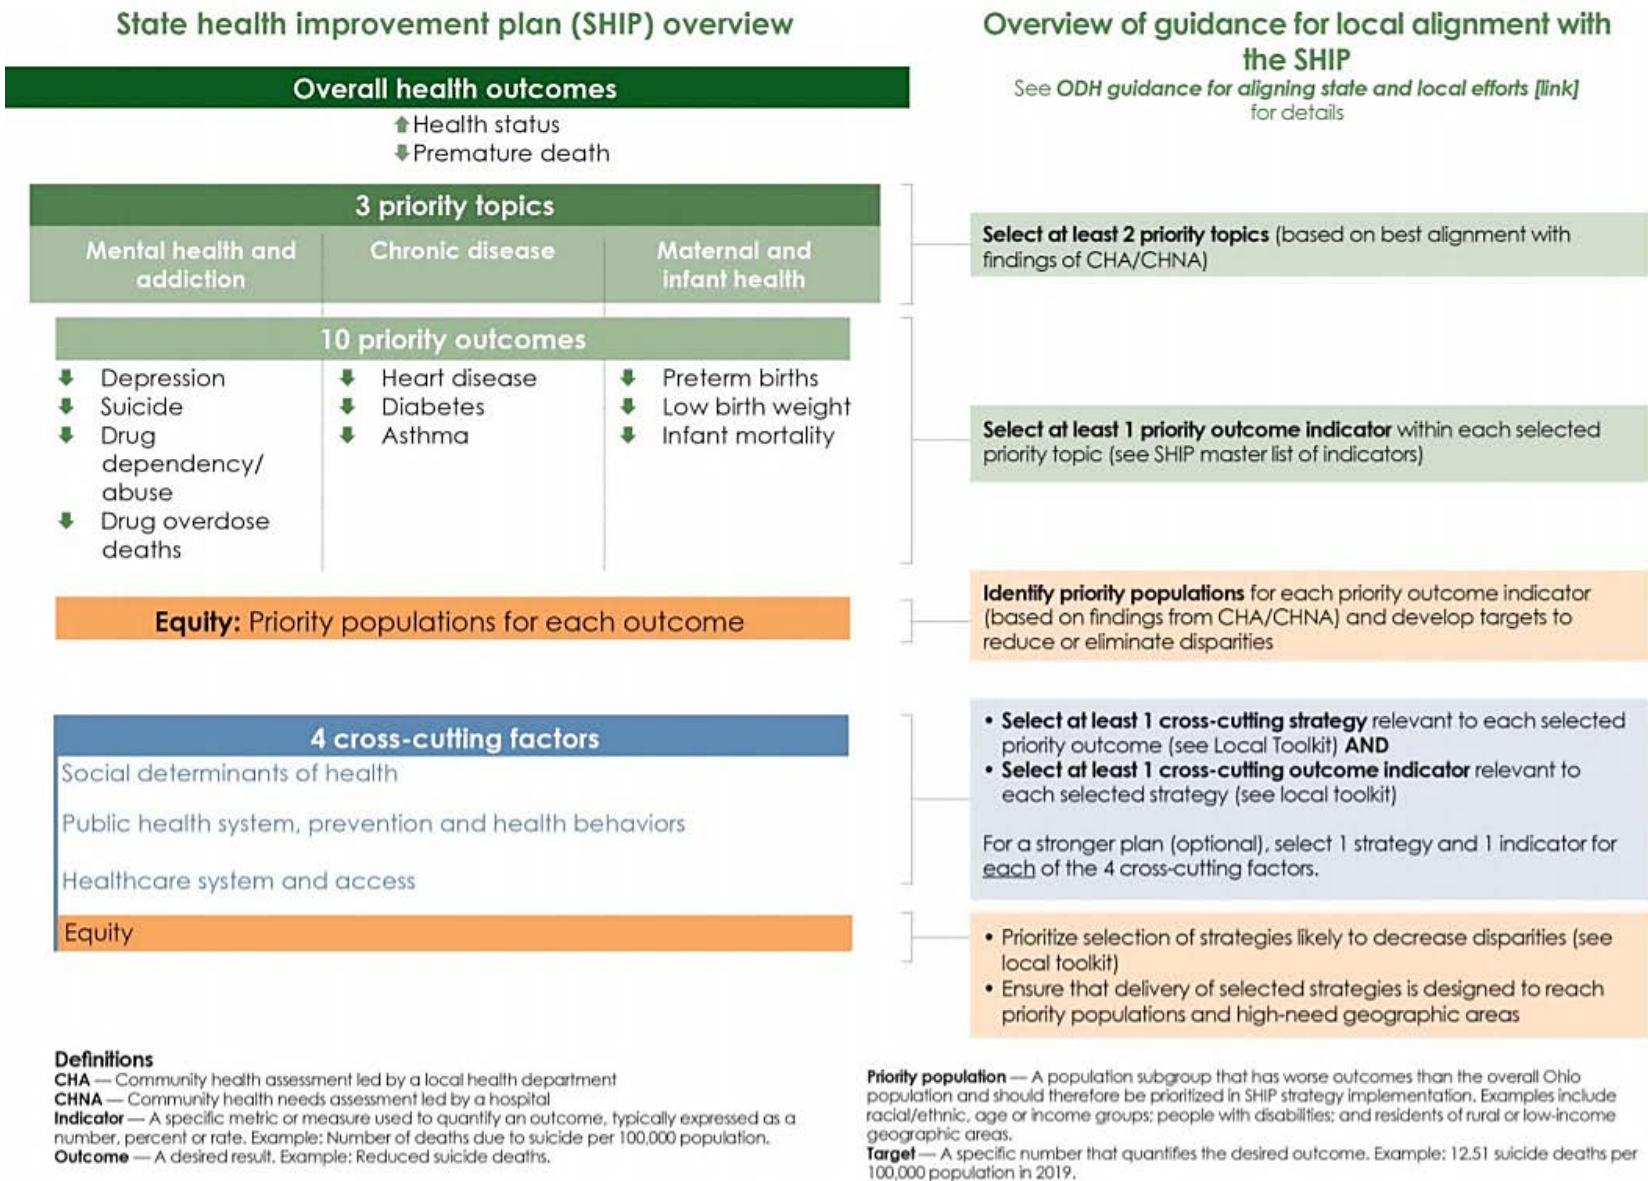 State health improvement plan (SHIP) overview
Overall health outcomes
Health status
Premature death
3 priority topics
Mental health and
addiction
Chronic disease
Maternal and
infant health
10 priority outcomes
Depression
Suicide
Drug
dependency/
abuse
Drug overdose
deaths
Heart disease
Diabetes
Asthma
Preterm births
Low birth weight
Infant mortality
Equity: Priority populations for each outcome
4 cross-cutting factors
Social determinants of health
Public health system, prevention and health behaviors
Healthcare system and access
Equity
Overview of guidance for local alignment with
the SHIP
See ODH guidance for aligning state and local efforts [link]
for details
Select at least 2 priority topics (based on best alignment with
findings of CHA/CHNA)
Select at least 1 priority outcome indicator within each selected
priority topic (see SHIP master list of indicators)
Identify priority populations for each priority outcome indicator
(based on findings from CHA/CHNA) and develop targets to
reduce or eliminate disparities
• Select at least 1 cross-cutting strategy relevant to each selected
priority outcome (see Local Toolkit) AND
• Select at least 1 cross-cutting outcome indicator relevant to
each selected strategy (see local toolkit)
For a stronger plan (optional), select 1 strategy and 1 indicator for
each of the 4 cross-cutting factors.
• Prioritize selection of strategies likely to decrease disparities (see
local toolkit)
• Ensure that delivery of selected strategies is designed to reach
priority populations and high-need geographic areas
Definitions
CHA — Community health assessment led by a local health department
CHNA — Community health needs assessment led by a hospital
Indicator — A specific metric or measure used to quantify an outcome, typically expressed as a
number, percent or rate. Example: Number of deaths due to suicide per 100,000 population.
Outcome — A desired result. Example: Reduced suicide deaths.
Priority population — A population subgroup that has worse outcomes than the overall Ohio
population and should therefore be prioritized in SHIP strategy implementation. Examples include
racial/ethnic, age or income groups; people with disabilities; and residents of rural or low-income
geographic areas.
Target — A specific number that quantifies the desired outcome. Example: 12.51 suicide deaths per
100,000 population in 2019.